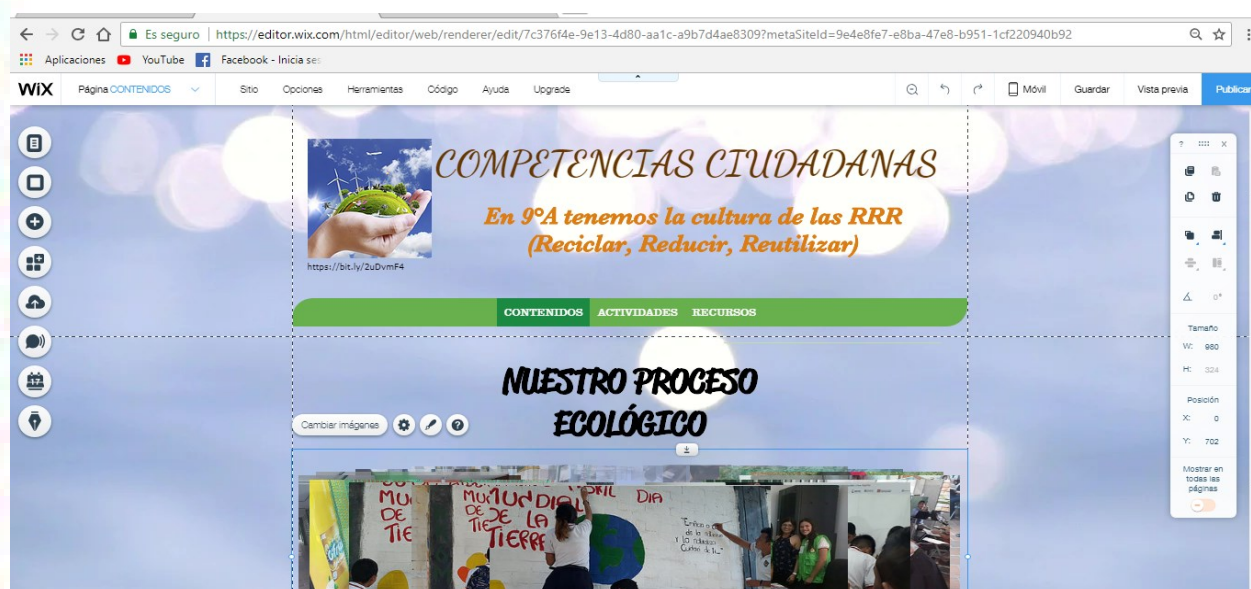 Es seguro | https://editor.wix.com/html/editor/web/renderer/edit/7c376f4e-9e13-4d80-aa1c-a9b7d4ae8309?metaSiteId=9e4e8fe7-e8ba-47e8-b951-1cf220940b92
Aplicaciones YouTube Facebook - Inicia ses
WiX Página CONTENIDOS Sitio Opciones Herramientas Código Ayuda Upgrade Móvil Guardar Vista previa Publicar
COMPETENCIAS CIUDADANAS
En 9°A tenemos la cultura de las RRR
(Reciclar, Reducir, Reutilizar)
https://bit.ly/2uDvmF4
CONTENIDOS ACTIVIDADES RECURSOS
NUESTRO PROCESO
ECOLÓGICO
Cambiar imágenes
? x
0°
Tamaño
W: 980
H: 324
Posición
X: 0
Y: 702
Mostrar en
todas las
páginas
17
DIA
DE LA
TIERRA